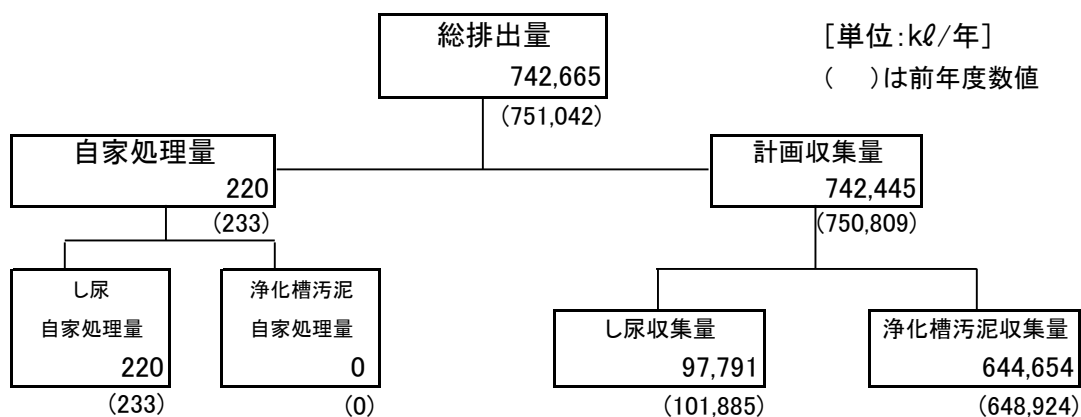 総排出量
742,665
(751,042)
[単位:kℓ/年]
(　)は前年度数値
自家処理量
220
(233)
計画収集量
742,445
(750,809)
し尿
自家処理量
220
(233)
浄化槽汚泥
自家処理量
0
(0)
し尿収集量
97,791
(101,885)
浄化槽汚泥収集量
644,654
(648,924)